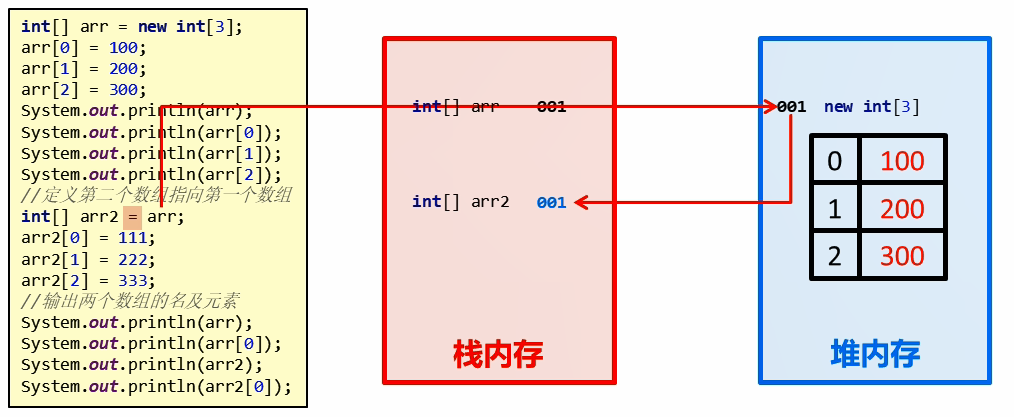 int[] arr = new int[3];
arr[0] = 100;
arr[1] = 200;
arr[2] = 300;
System.out.println(arr);
System.out.println(arr[0]);
System.out.println(arr[1]);
System.out.println(arr[2]);
//定义第二个数组指向第一个数组
int[] arr2 = arr;
arr2[0] = 111;
arr2[1] = 222;
arr2[2] = 333;
//输出两个数组的名及元素
System.out.println(arr);
System.out.println(arr[0]);
System.out.println(arr2);
System.out.println(arr2[0]);
int[] arr 001
int[] arr2 001
栈内存
001 new int[3]
0 100
1 200
2 300
堆内存